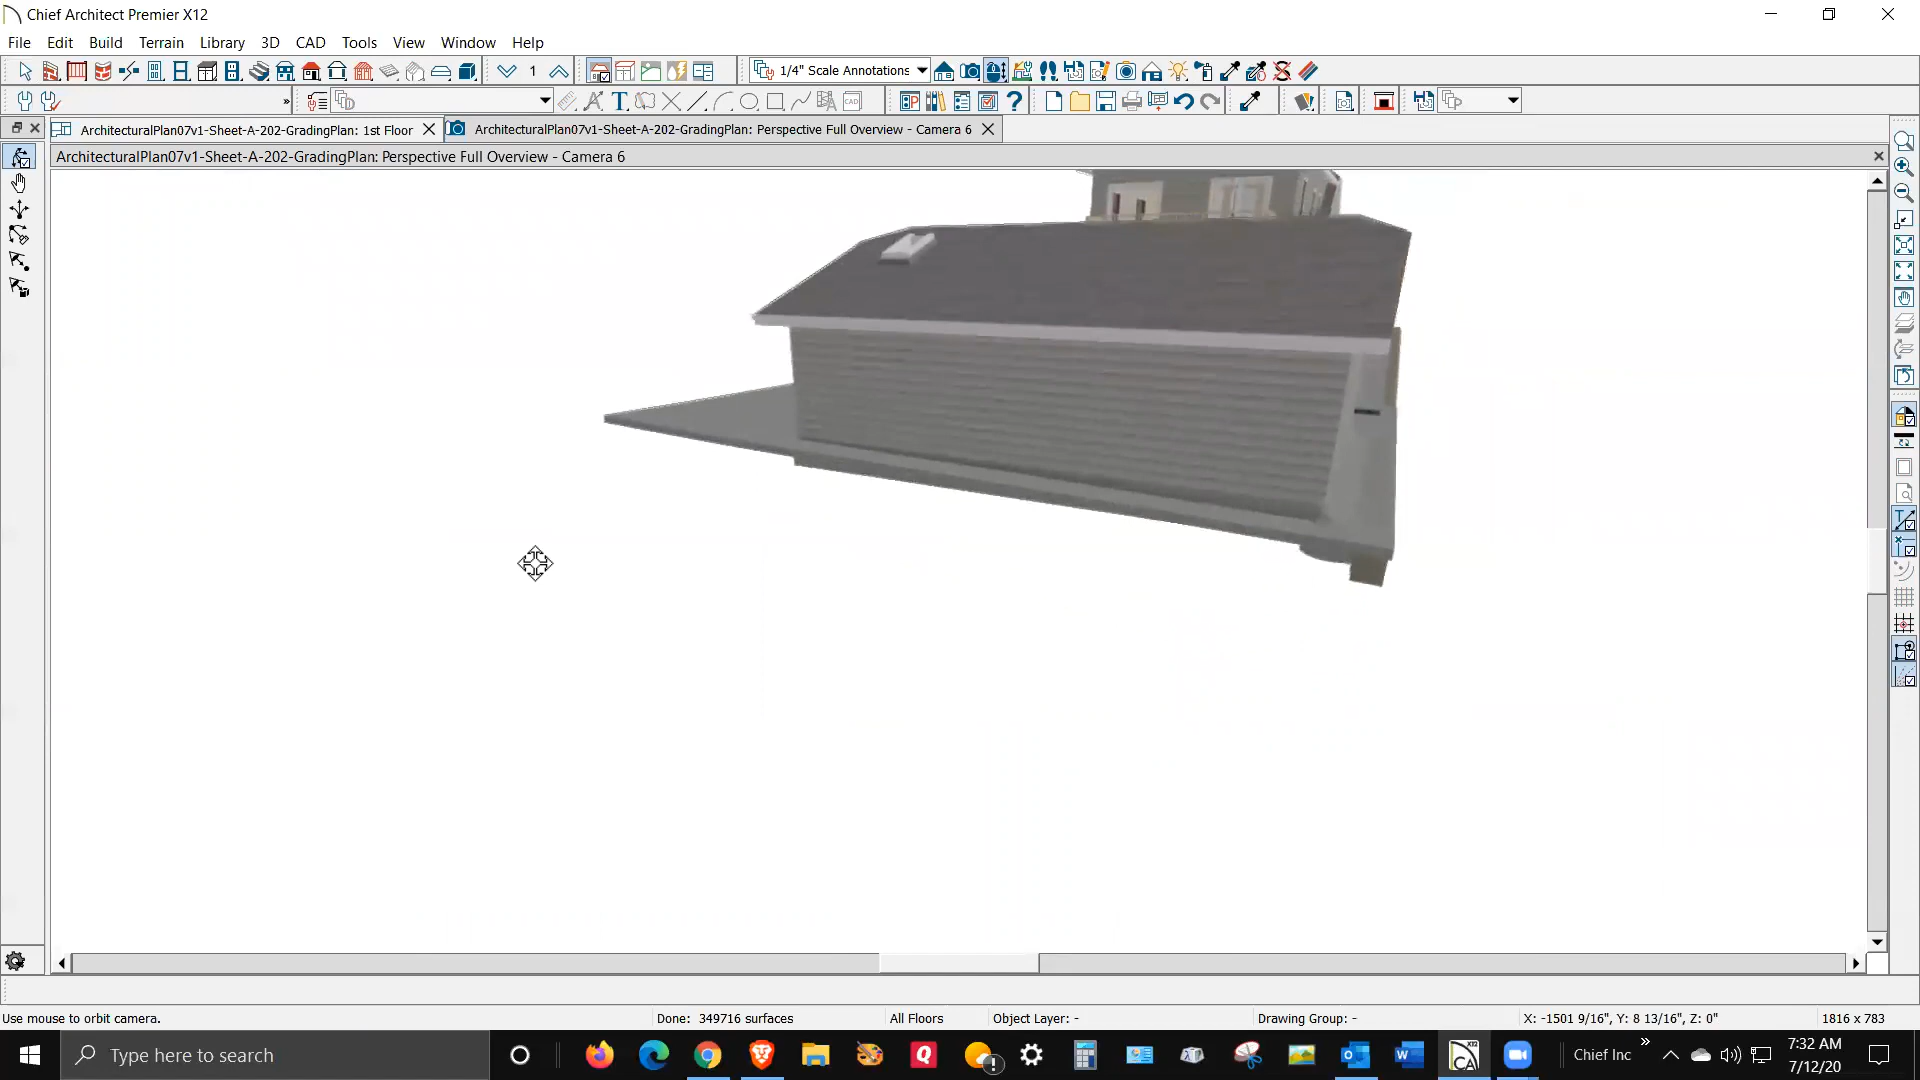 Chief Architect Premier X12
File Edit Build Terrain Library 3D CAD Tools View Window Help
1 1/4" Scale Annotations
ArchitecturalPlan07v1-Sheet-A-202-GradingPlan: 1st Floor ArchitecturalPlan07v1-Sheet-A-202-GradingPlan: Perspective Full Overview - Camera 6
ArchitecturalPlan07v1-Sheet-A-202-GradingPlan: Perspective Full Overview - Camera 6
Use mouse to orbit camera. Done: 349716 surfaces All Floors Object Layer: - Drawing Group: - X: -1501 9/16", Y: 8 13/16", Z: 0" 1816 x 783
Type here to search Chief Inc 7:32 AM
7/12/20